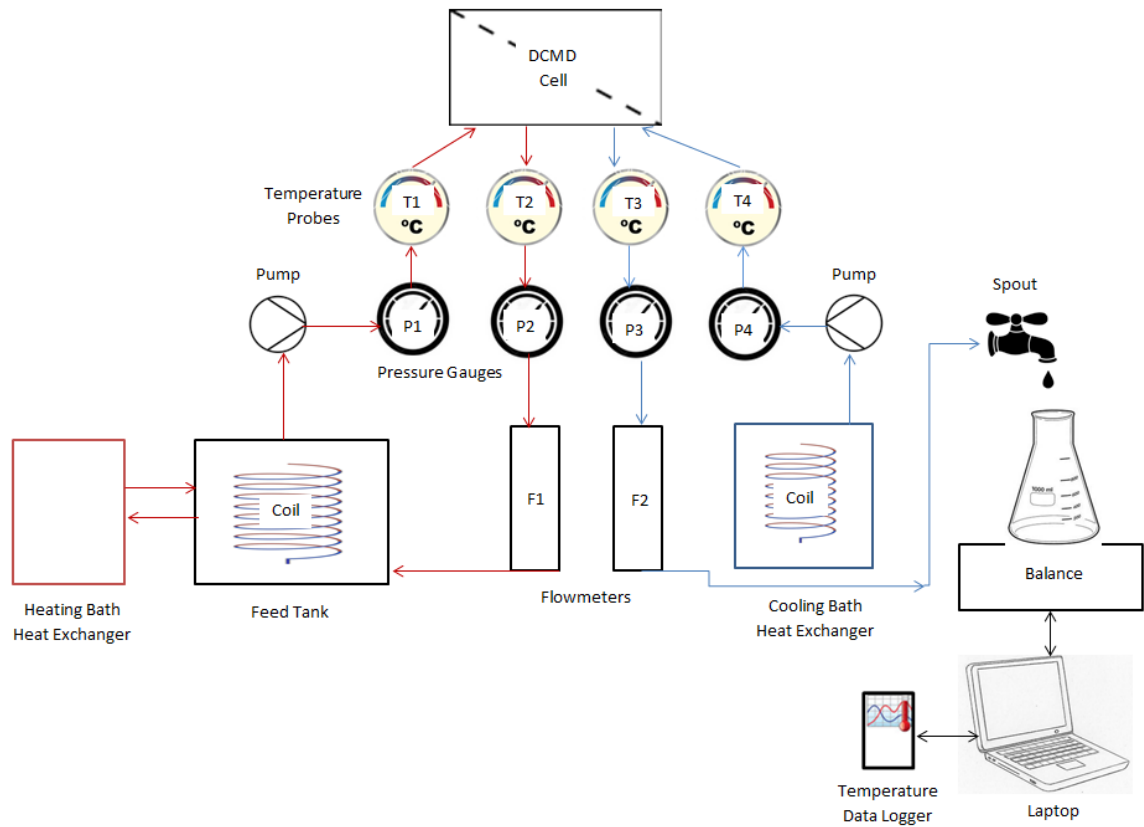 DCMD
Cell
Temperature
Probes
T1
T2
T3
T4
°C
°C
°C
°C
Pump
Pump
Spout
P1
P2
P3
P4
Pressure Gauges
Coil
F1
F2
Coil
1000 ml
Balance
Heating Bath
Heat Exchanger
Feed Tank
Flowmeters
Cooling Bath
Heat Exchanger
Temperature
Data Logger
Laptop